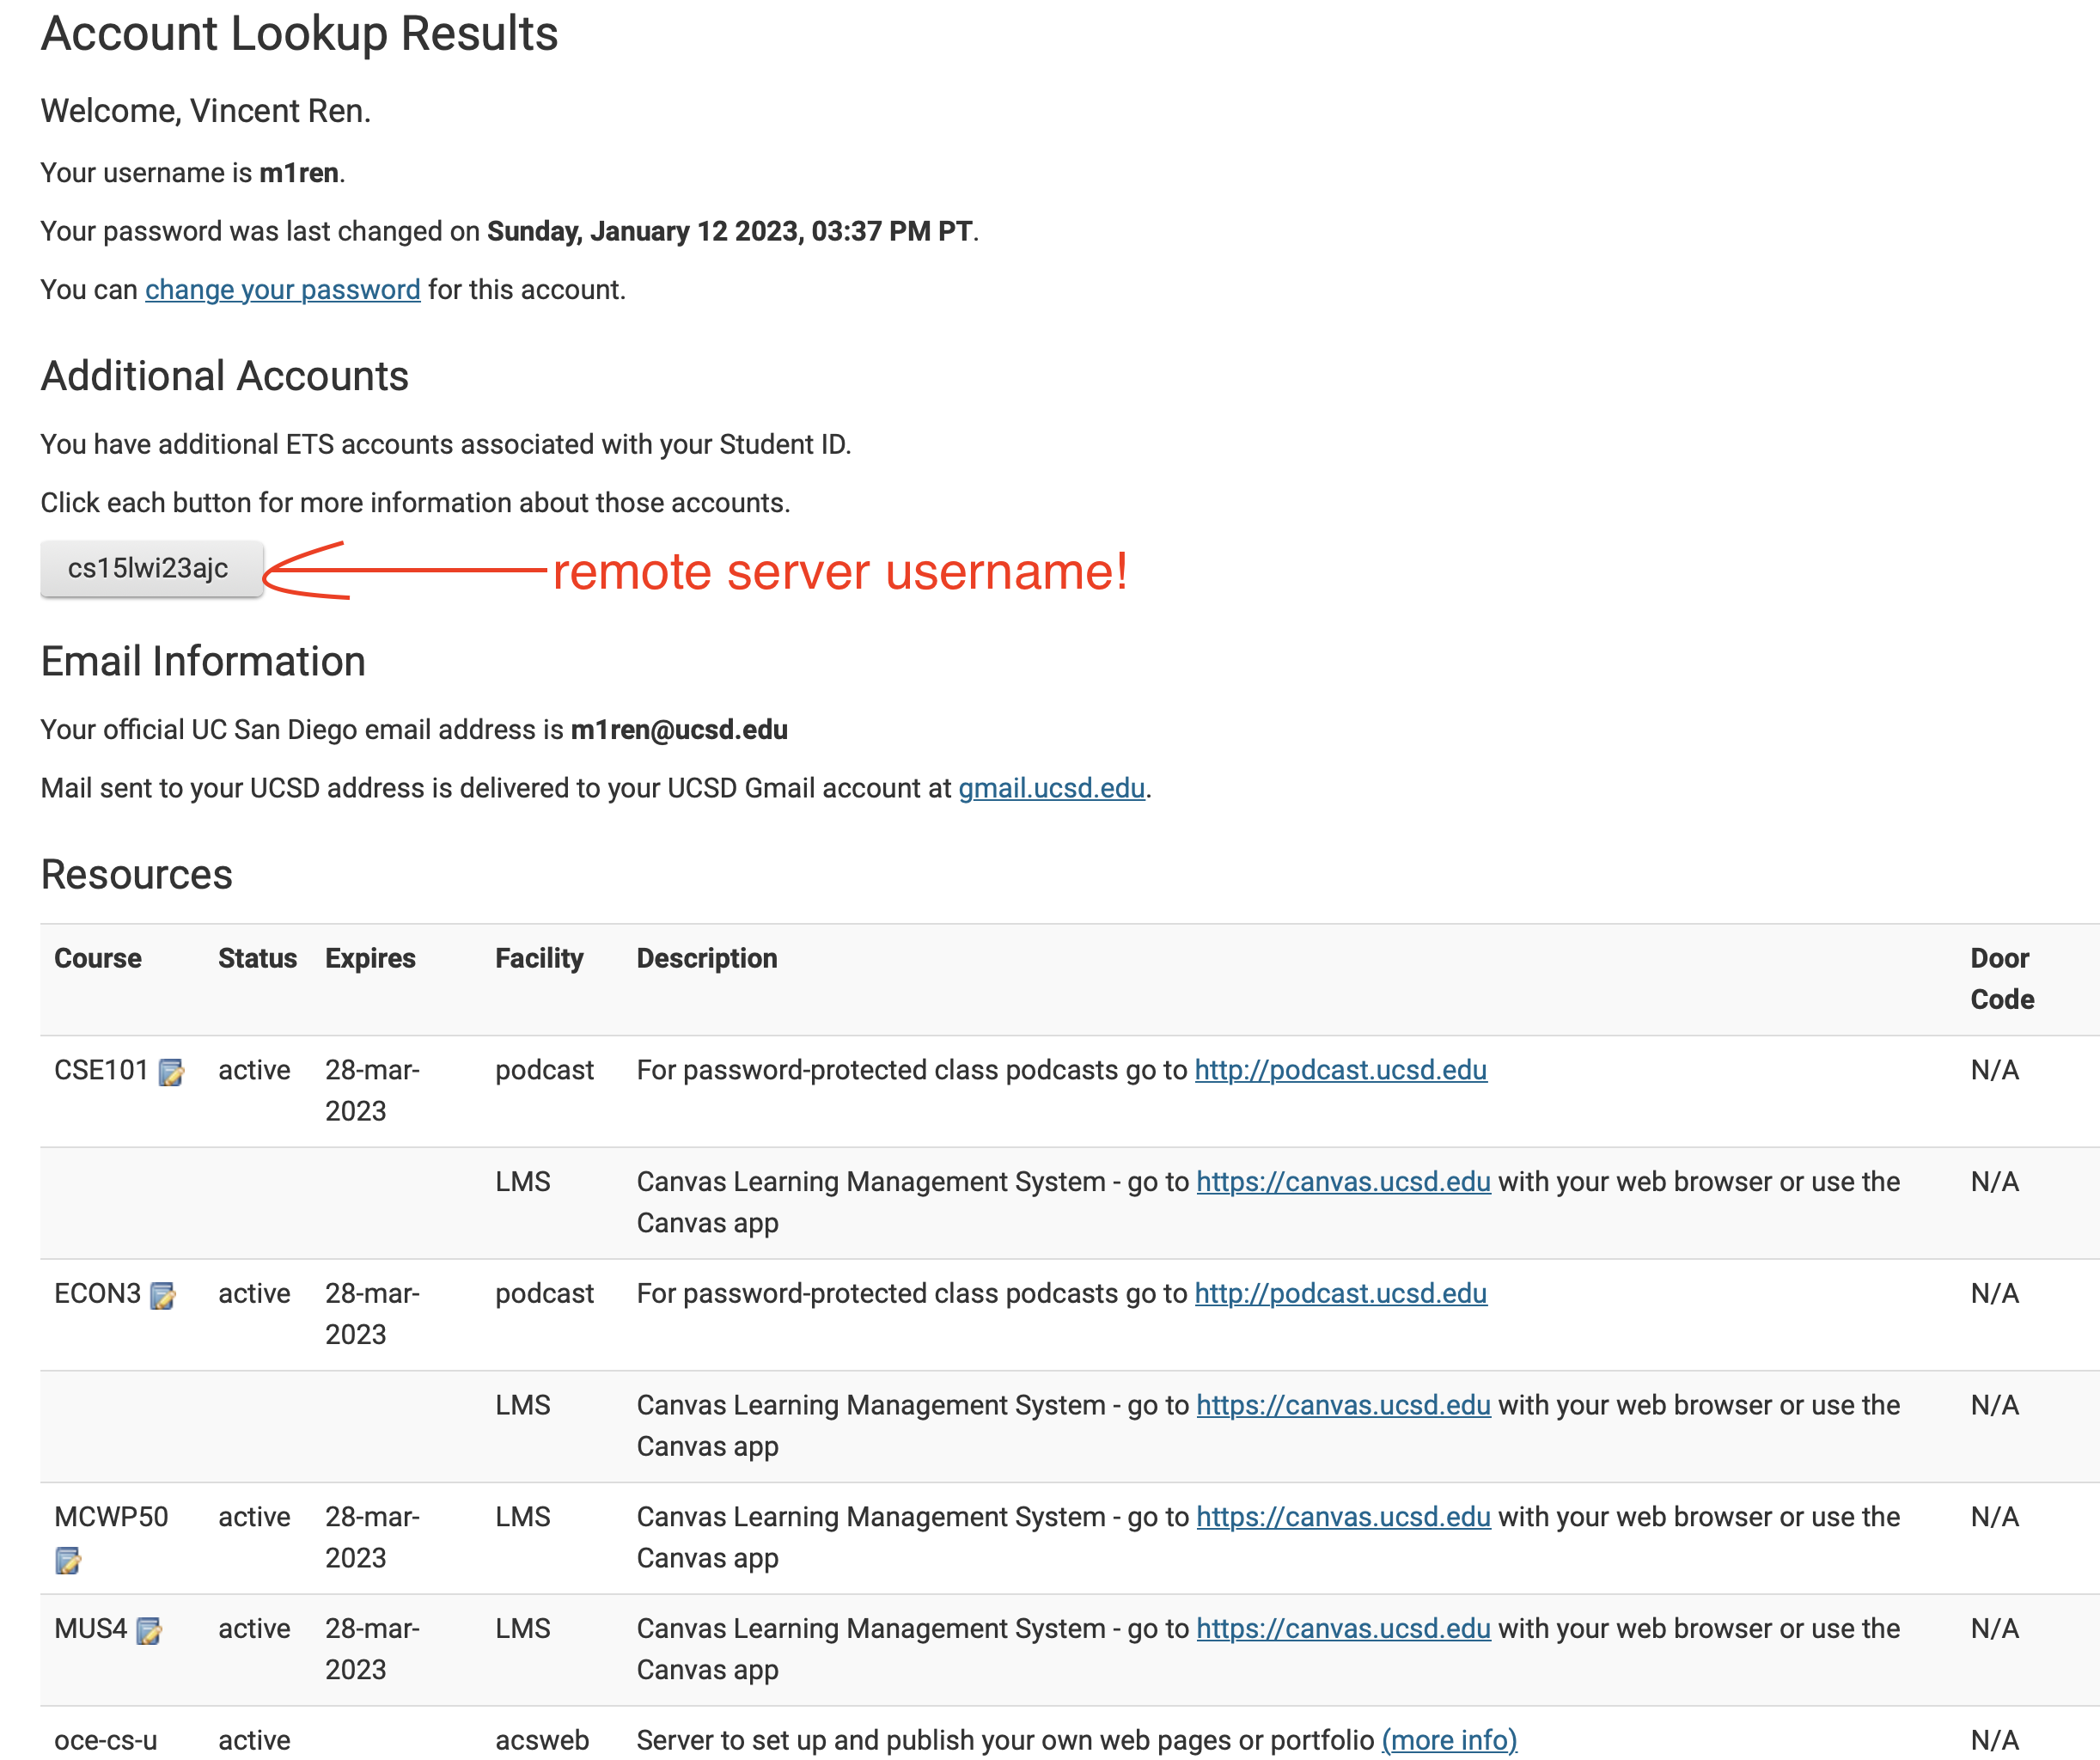 Account Lookup Results
Welcome, Vincent Ren.
Your username is m1ren.
Your password was last changed on Sunday, January 12 2023, 03:37 PM PT.
You can change your password for this account.
Additional Accounts
You have additional ETS accounts associated with your Student ID.
Click each button for more information about those accounts.
cs15lwi23ajc remote server username!
Email Information
Your official UC San Diego email address is m1ren@ucsd.edu
Mail sent to your UCSD address is delivered to your UCSD Gmail account at gmail.ucsd.edu.
Resources
Course Status Expires Facility Description Door
Code
CSE101 active 28-mar- podcast For password-protected class podcasts go to http://podcast.ucsd.edu N/A
2023
LMS Canvas Learning Management System - go to https://canvas.ucsd.edu with your web browser or use the N/A
Canvas app
ECON3 active 28-mar- podcast For password-protected class podcasts go to http://podcast.ucsd.edu N/A
2023
LMS Canvas Learning Management System - go to https://canvas.ucsd.edu with your web browser or use the N/A
Canvas app
MCWP50 active 28-mar- LMS Canvas Learning Management System - go to https://canvas.ucsd.edu with your web browser or use the N/A
2023 Canvas app
MUS4 active 28-mar- LMS Canvas Learning Management System - go to https://canvas.ucsd.edu with your web browser or use the N/A
2023 Canvas app
oce-cs-u active acsweb Server to set up and publish your own web pages or portfolio (more info) N/A